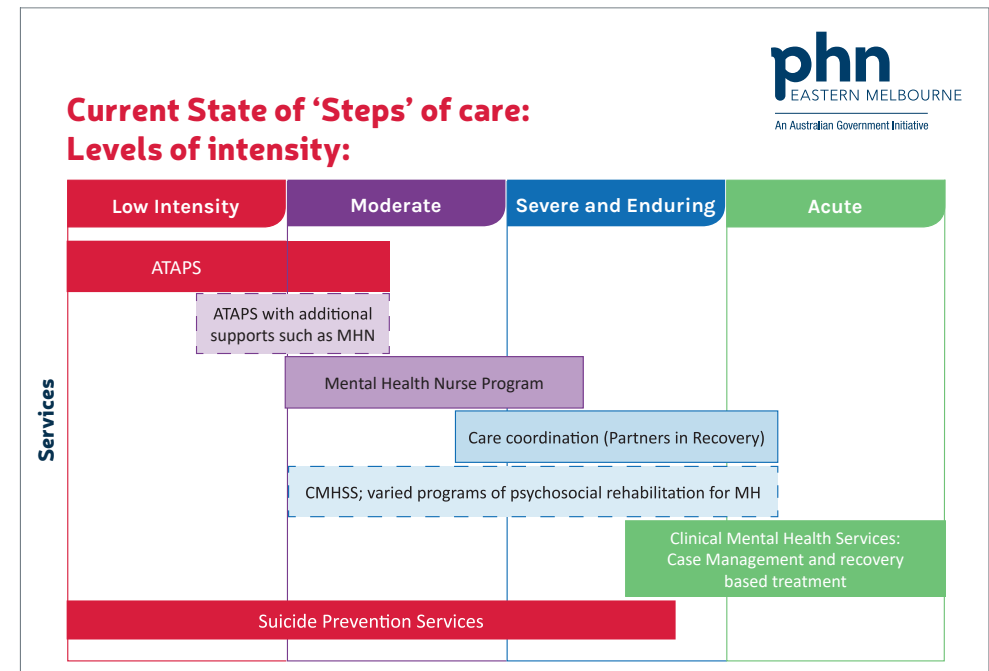 phn
EASTERN MELBOURNE
An Australian Government Initiative
Current State of ‘Steps’ of care:
Levels of intensity:
Low Intensity
Moderate
Severe and Enduring
Acute
Services
ATAPS
ATAPS with additional
supports such as MHN
Mental Health Nurse Program
Care coordination (Partners in Recovery)
CMHSS; varied programs of psychosocial rehabilitation for MH
Clinical Mental Health Services:
Case Management and recovery
based treatment
Suicide Prevention Services